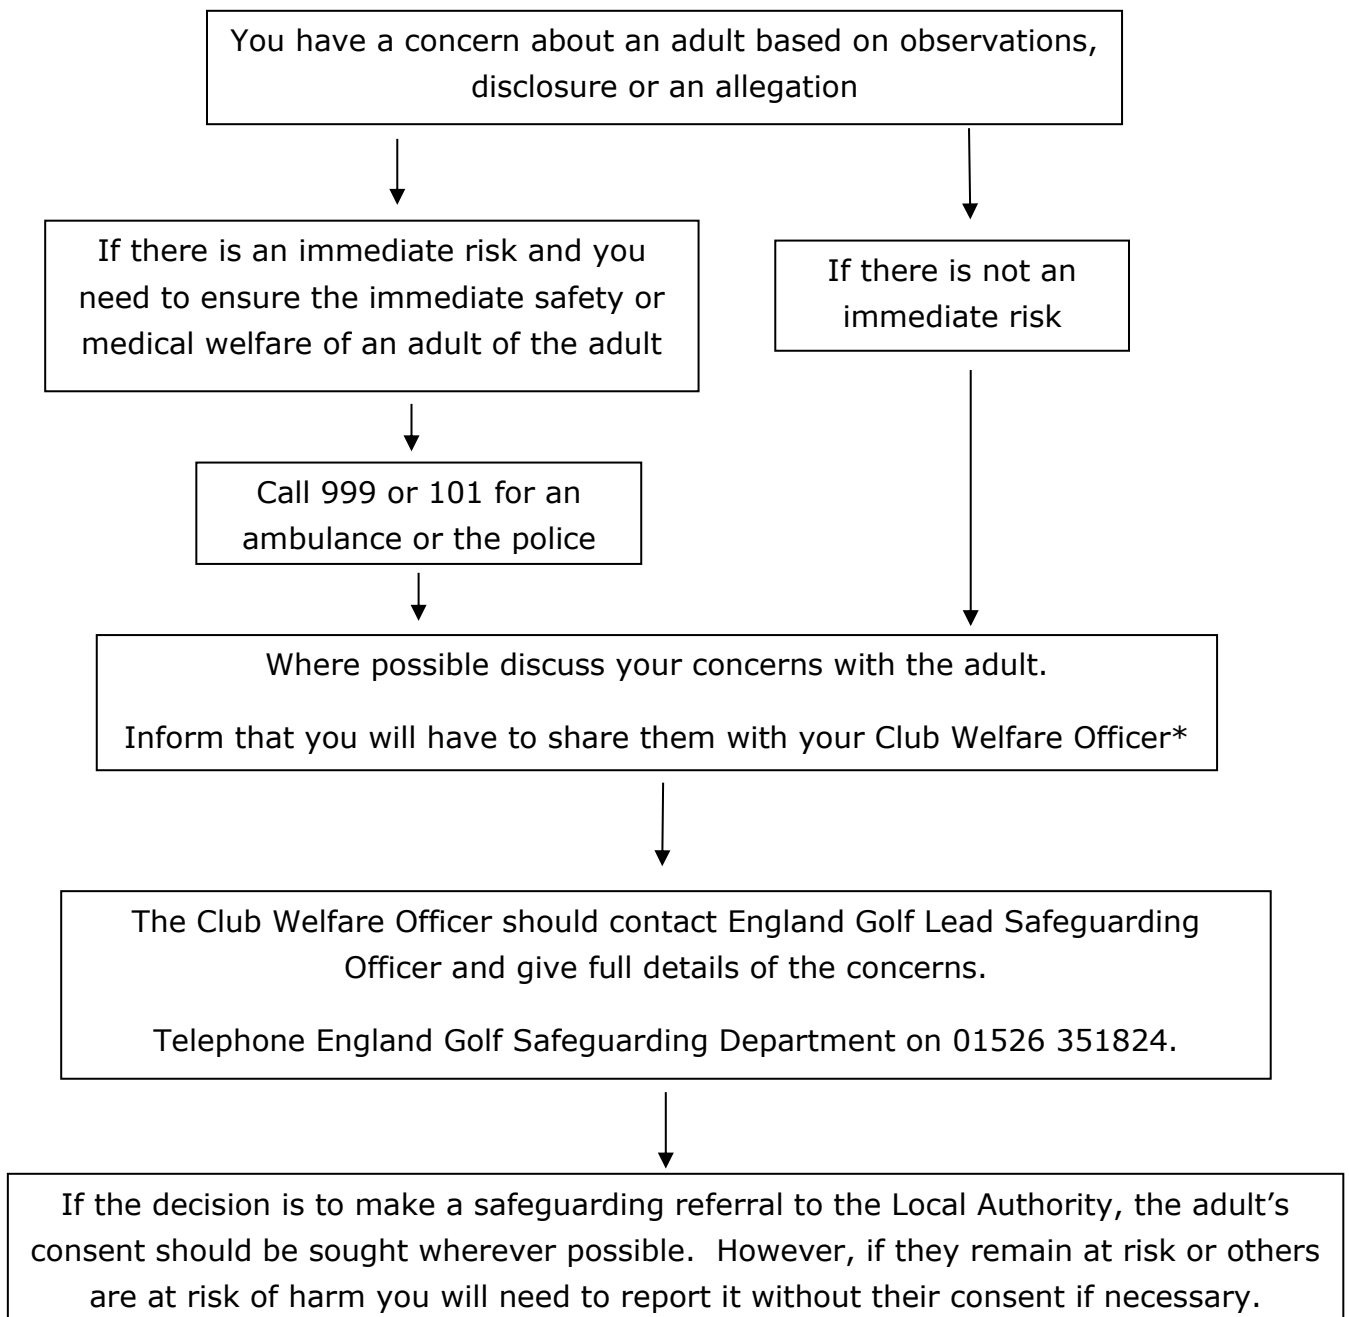 You have a concern about an adult based on observations,
disclosure or an allegation
If there is an immediate risk and you
need to ensure the immediate safety or
medical welfare of an adult of the adult
If there is not an
immediate risk
Call 999 or 101 for an
ambulance or the police
Where possible discuss your concerns with the adult.
Inform that you will have to share them with your Club Welfare Officer*
The Club Welfare Officer should contact England Golf Lead Safeguarding
Officer and give full details of the concerns.
Telephone England Golf Safeguarding Department on 01526 351824.
If the decision is to make a safeguarding referral to the Local Authority, the adult’s
consent should be sought wherever possible.  However, if they remain at risk or others
are at risk of harm you will need to report it without their consent if necessary.